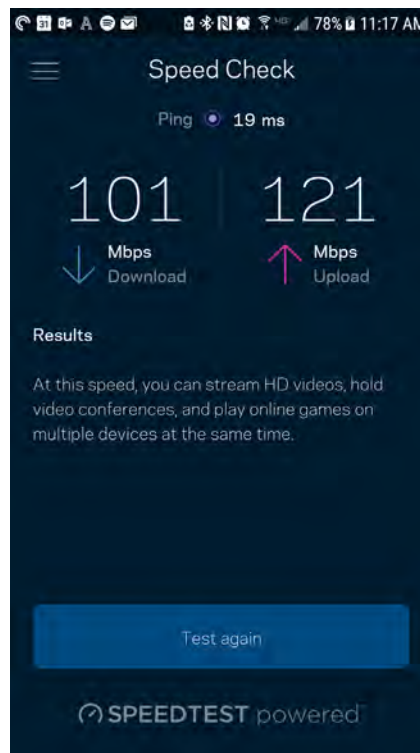 31 A 78% 11:17 AM
Speed Check
Ping 19 ms
101 121
Mbps Mbps
Download Upload
Results
At this speed, you can stream HD videos, hold
video conferences, and play online games on
multiple devices at the same time.
Test again
SPEEDTEST powered